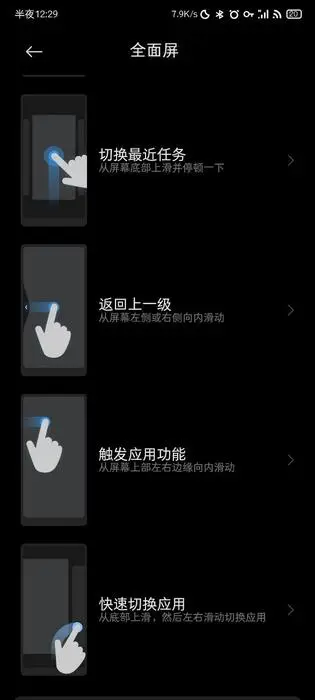 半夜12:29
7.9K/s
20
全面屏
切换最近任务
从屏幕底部上滑并停顿一下
返回上一级
从屏幕左侧或右侧向内滑动
触发应用功能
从屏幕上部左右边缘向内滑动
快速切换应用
从底部上滑，然后左右滑动切换应用